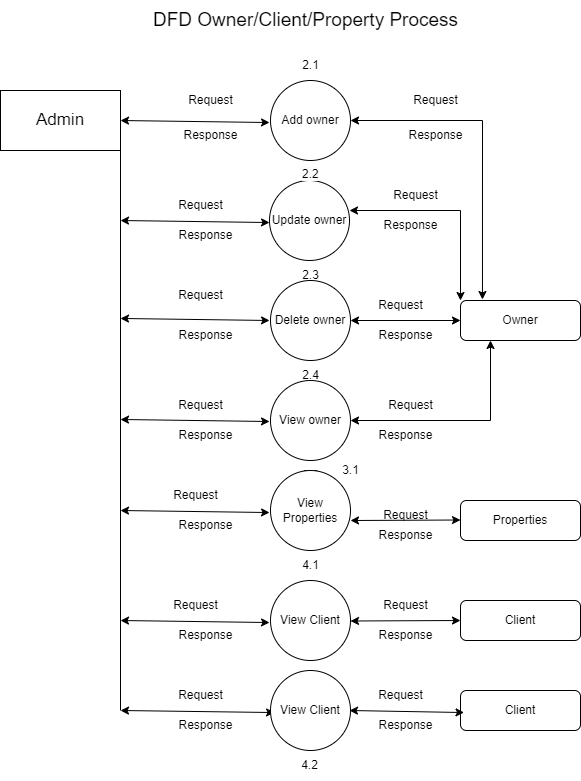 DFD Owner/Client/Property Process
2.1
Admin
Request
Response
Add owner
Request
Response
2.2
Request
Response
Update owner
Request
Response
2.3
Request
Response
Delete owner
Request
Response
Owner
2.4
Request
Response
View owner
Request
Response
3.1
Request
Response
View
Properties
Request
Response
Properties
4.1
Request
Response
View Client
Request
Response
Client
Request
Response
View Client
Request
Response
Client
4.2